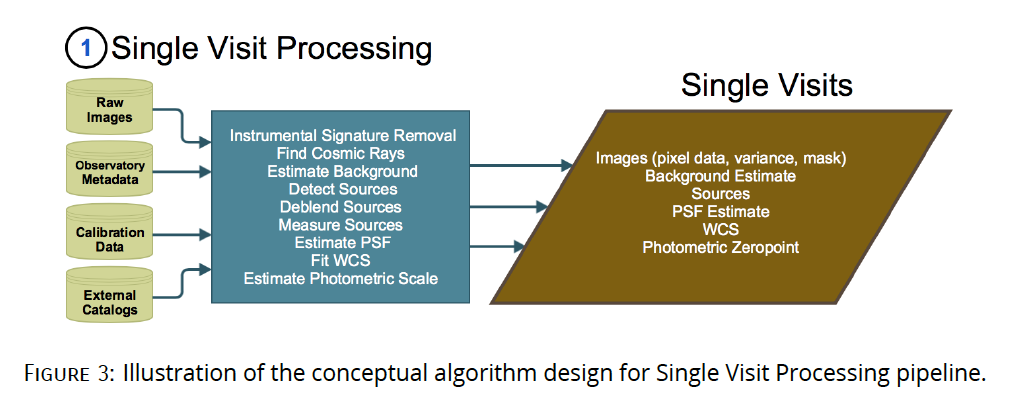 1 Single Visit Processing
Single Visits
Raw
Images
Observatory
Metadata
Calibration
Data
External
Catalogs
Instrumental Signature Removal
Find Cosmic Rays
Estimate Background
Detect Sources
Deblend Sources
Measure Sources
Estimate PSF
Fit WCS
Estimate Photometric Scale
Images (pixel data, variance, mask)
Background Estimate
Sources
PSF Estimate
WCS
Photometric Zeropoint
FIGURE 3: Illustration of the conceptual algorithm design for Single Visit Processing pipeline.